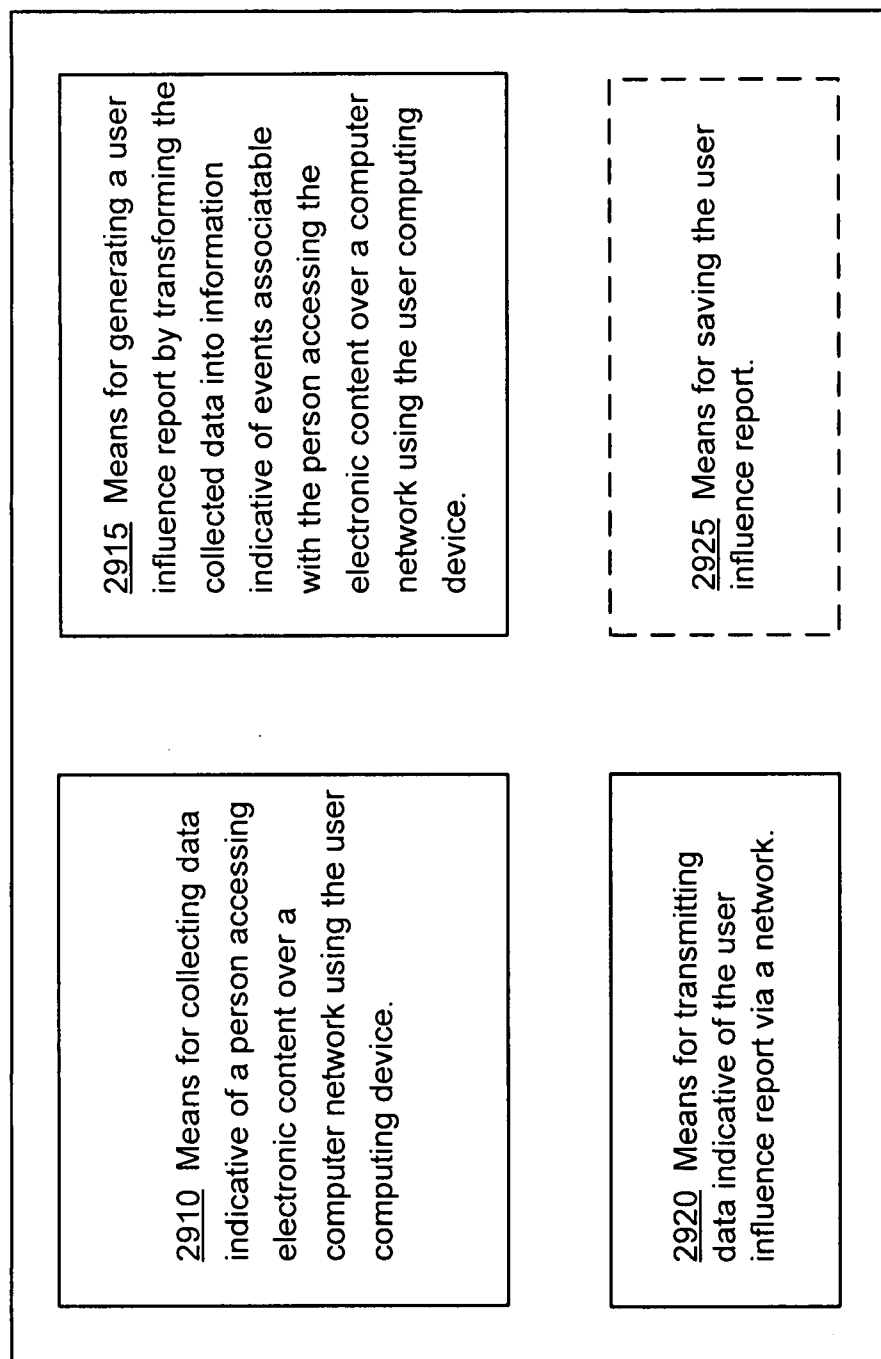 2910 Means for collecting data
indicative of a person accessing
electronic content over a
computer network using the user
computing device.
2915 Means for generating a user
influence report by transforming the
collected data into information
indicative of events associatable
with the person accessing the
electronic content over a computer
network using the user computing
device.
2920 Means for transmitting
data indicative of the user
influence report via a network.
2925 Means for saving the user
influence report.